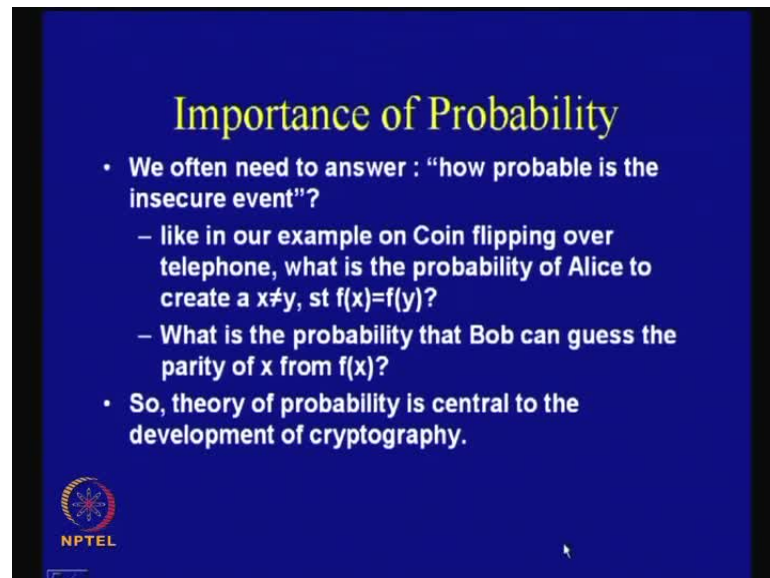 Importance of Probability
• We often need to answer : “how probable is the
insecure event”?
– like in our example on Coin flipping over
telephone, what is the probability of Alice to
create a x≠y, st f(x)=f(y)?
– What is the probability that Bob can guess the
parity of x from f(x)?
• So, theory of probability is central to the
development of cryptography.
NPTEL